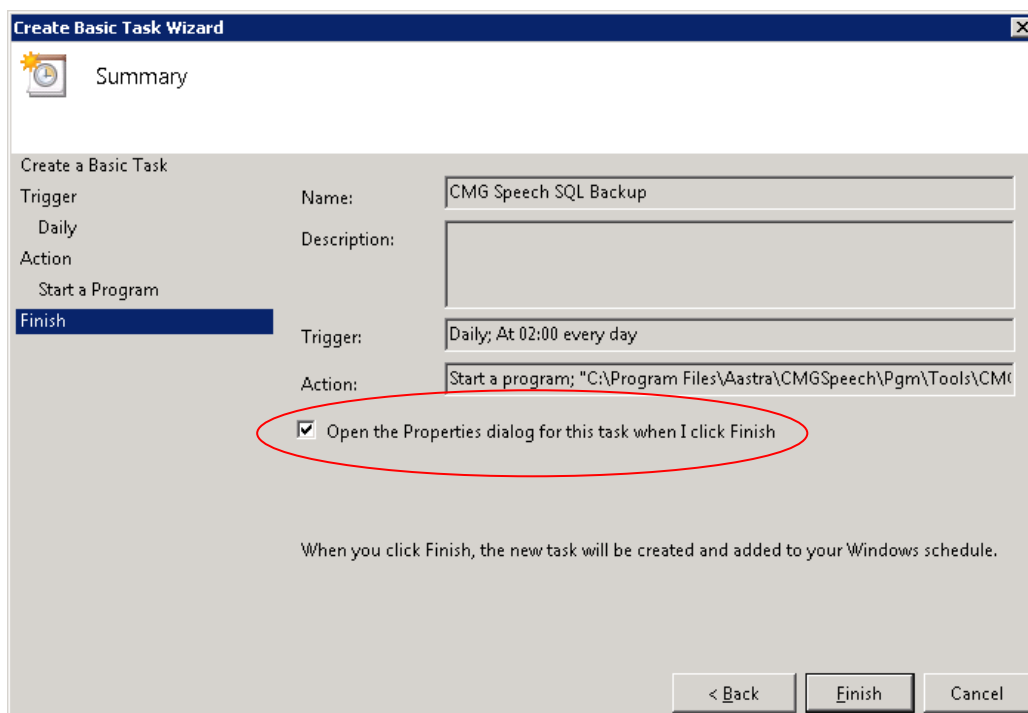 Create Basic Task Wizard
Summary
Create a Basic Task
Trigger
Daily
Action
Start a Program
Finish
Name:
CMG Speech SQL Backup
Description:
Trigger:
Daily; At 02:00 every day
Action:
Start a program; "C:\Program Files\Aastra\CMGSpeech\Pgm\Tools\CM
Open the Properties dialog for this task when I click Finish
When you click Finish, the new task will be created and added to your Windows schedule.
< Back
Finish
Cancel